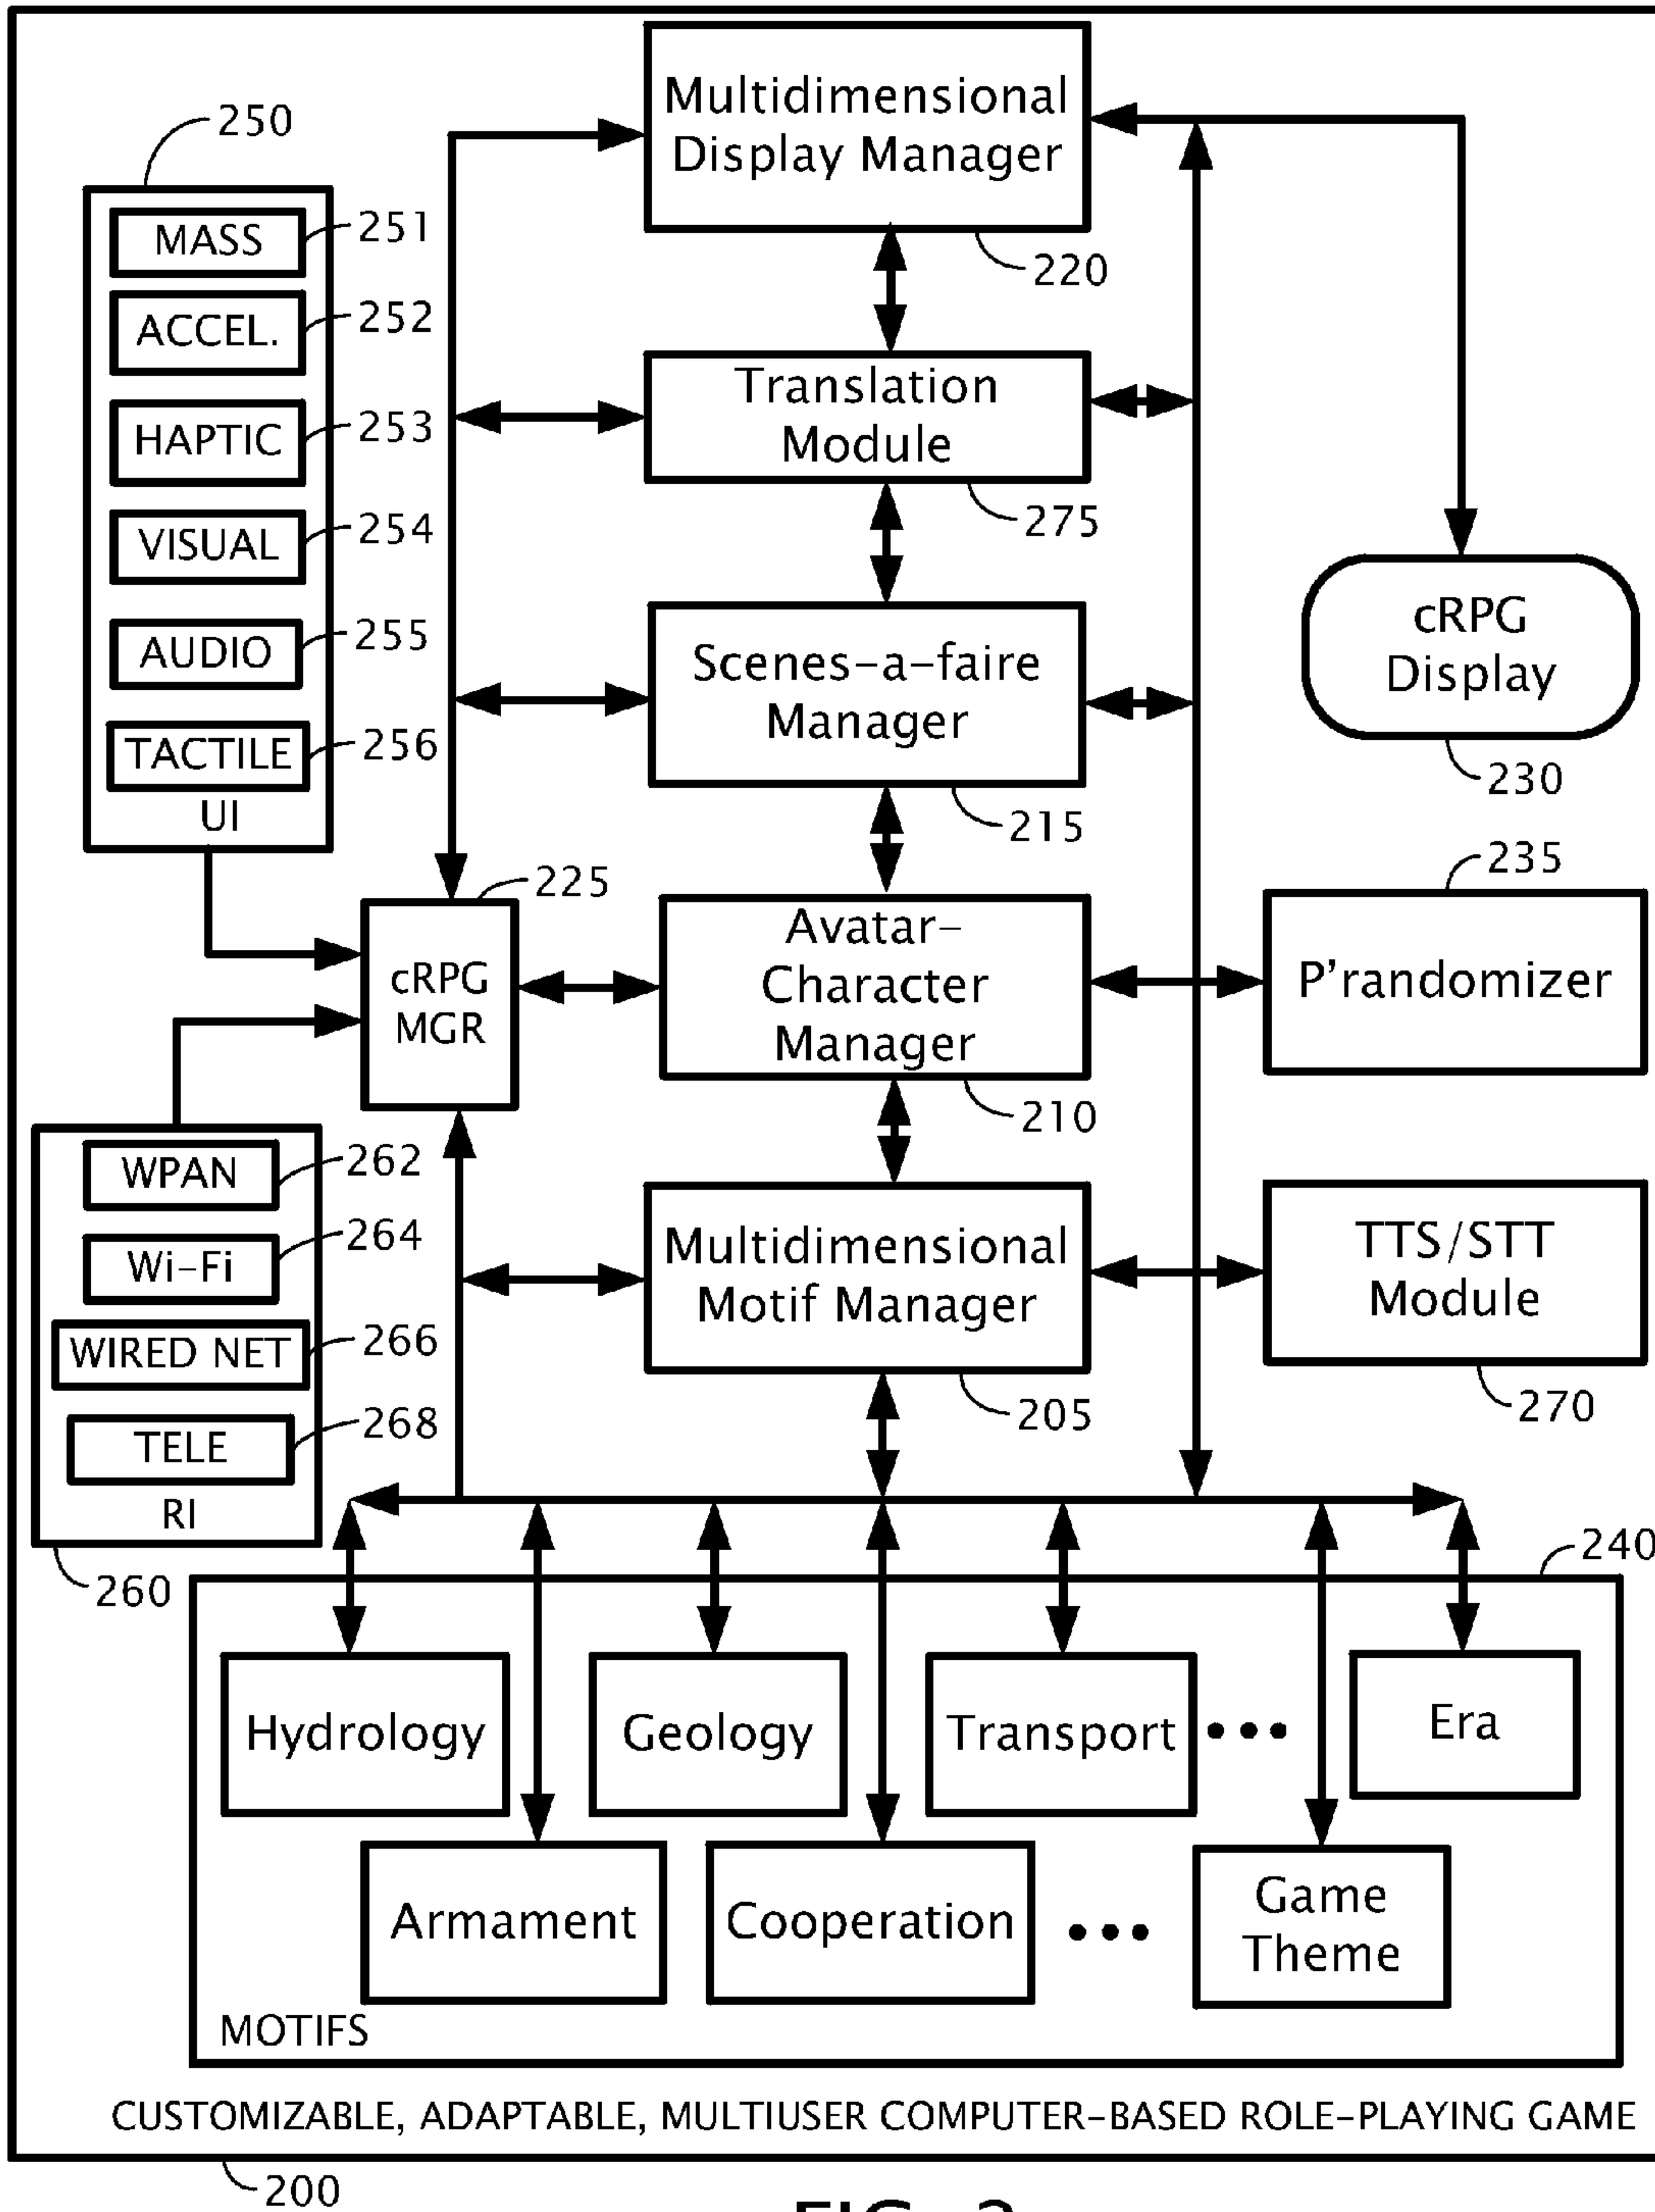 Multidimensional
Display Manager
220
250
MASS
251
ACCEL.
252
HAPTIC
253
VISUAL
254
AUDIO
255
TACTILE
256
UI
Translation
Module
275
Scenes-a-faire
Manager
215
cRPG
Display
230
225
cRPG
MGR
Avatar-
Character
Manager
210
235
P'randomizer
WPAN
262
Wi-Fi
264
WIRED NET
266
TELE
268
RI
260
Multidimensional
Motif Manager
205
TTS/STT
Module
270
240
Hydrology
Geology
Transport
•••
Era
Armament
Cooperation
•••
Game
Theme
MOTIFS
CUSTOMIZABLE, ADAPTABLE, MULTIUSER COMPUTER-BASED ROLE-PLAYING GAME
200